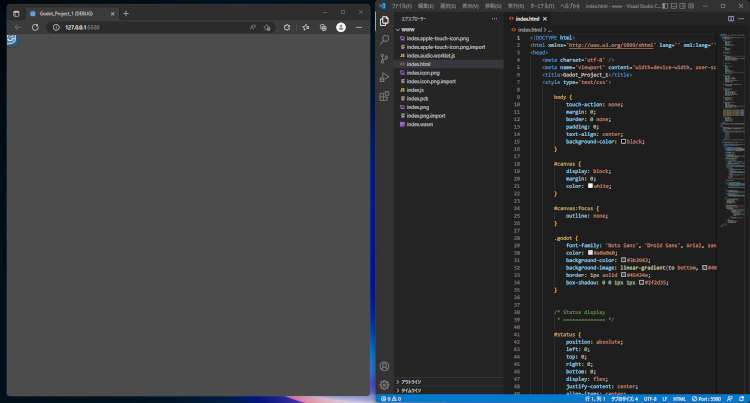 Godot_Project_1 (DEBUG)
127.0.0.1:5500
ファイル(F) 編集(E) 選択(S) 表示(V) 移動(G) 実行(R) ターミナル(T) ヘルプ(H)
index.html - www - Visual Studio C...
エクスプローラー
www
index.apple-touch-icon.png
index.apple-touch-icon.png.import
index.audio.worklet.js
index.html
index.icon.png
index.icon.png.import
index.js
index.pck
index.png
index.png.import
index.wasm
アウトライン
タイムライン
index.html
index.html > ...
1 <!DOCTYPE html>
2 <html xmlns='http://www.w3.org/1999/xhtml' lang='' xml:lang='
3 <head>
4 <meta charset='utf-8' />
5 <meta name='viewport' content='width=device-width, user-sc
6 <title>Godot_Project_1</title>
7 <style type='text/css'>
8
9 body {
10 touch-action: none;
11 margin: 0;
12 border: 0 none;
13 padding: 0;
14 text-align: center;
15 background-color: black;
16 }
17
18 #canvas {
19 display: block;
20 margin: 0;
21 color: white;
22 }
23
24 #canvas:focus {
25 outline: none;
26 }
27
28 .godot {
29 font-family: 'Noto Sans', 'Droid Sans', Arial, san
30 color: #e0e0e0;
31 background-color: #3b3943;
32 background-image: linear-gradient(to bottom, #40
33 border: 1px solid #45434e;
34 box-shadow: 0 0 1px 1px #2f2d35;
35 }
36
37
38 /* Status display
39 * ============== */
40
41 #status {
42 position: absolute;
43 left: 0;
44 top: 0;
45 right: 0;
46 bottom: 0;
47 display: flex;
48 justify-content: center;
49 align-items: center;
0 0
行 1、列 1 タブのサイズ: 4 UTF-8 LF HTML Port : 5500